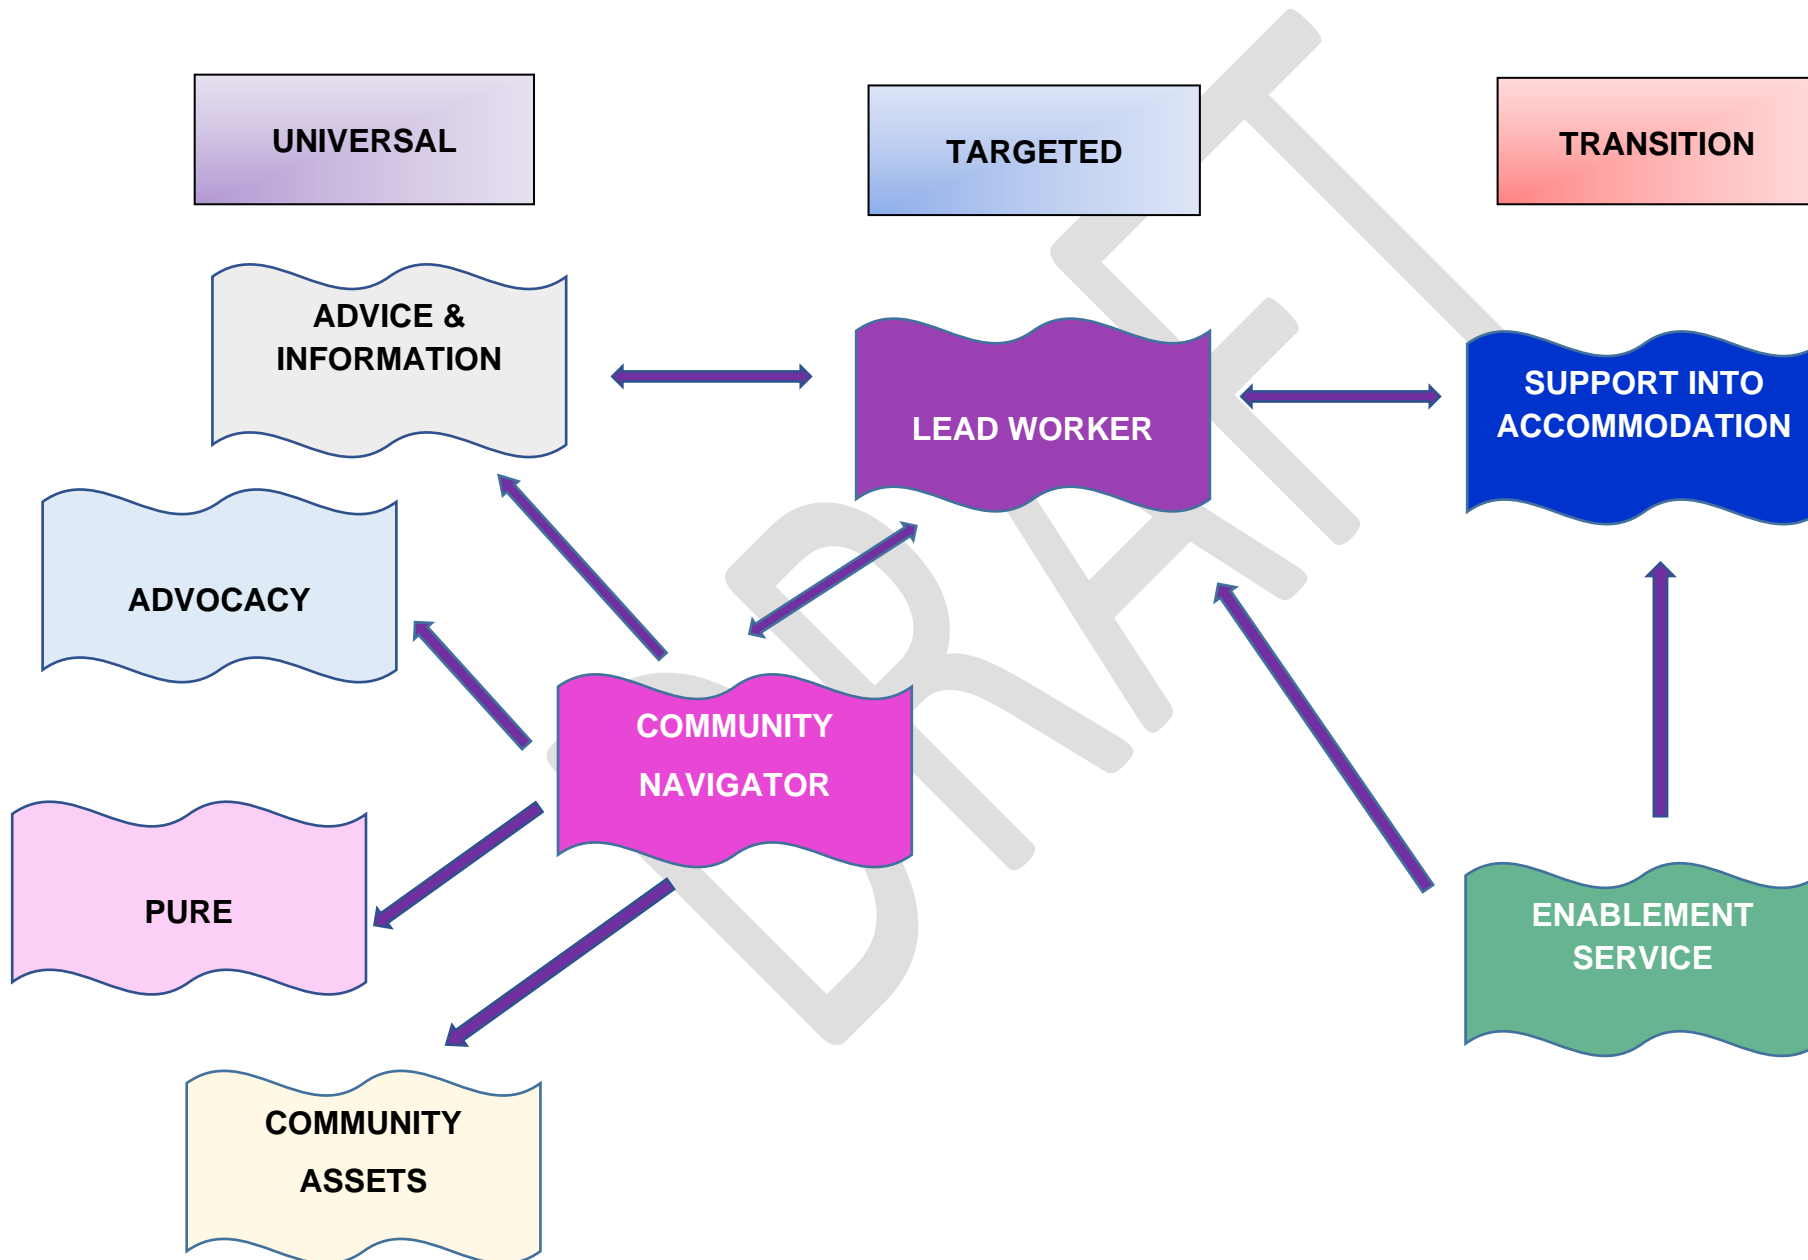 UNIVERSAL
TARGETED
TRANSITION
ADVICE &
INFORMATION
LEAD WORKER
SUPPORT INTO
ACCOMMODATION
ADVOCACY
COMMUNITY
NAVIGATOR
PURE
ENABLEMENT
SERVICE
COMMUNITY
ASSETS
DRAFT